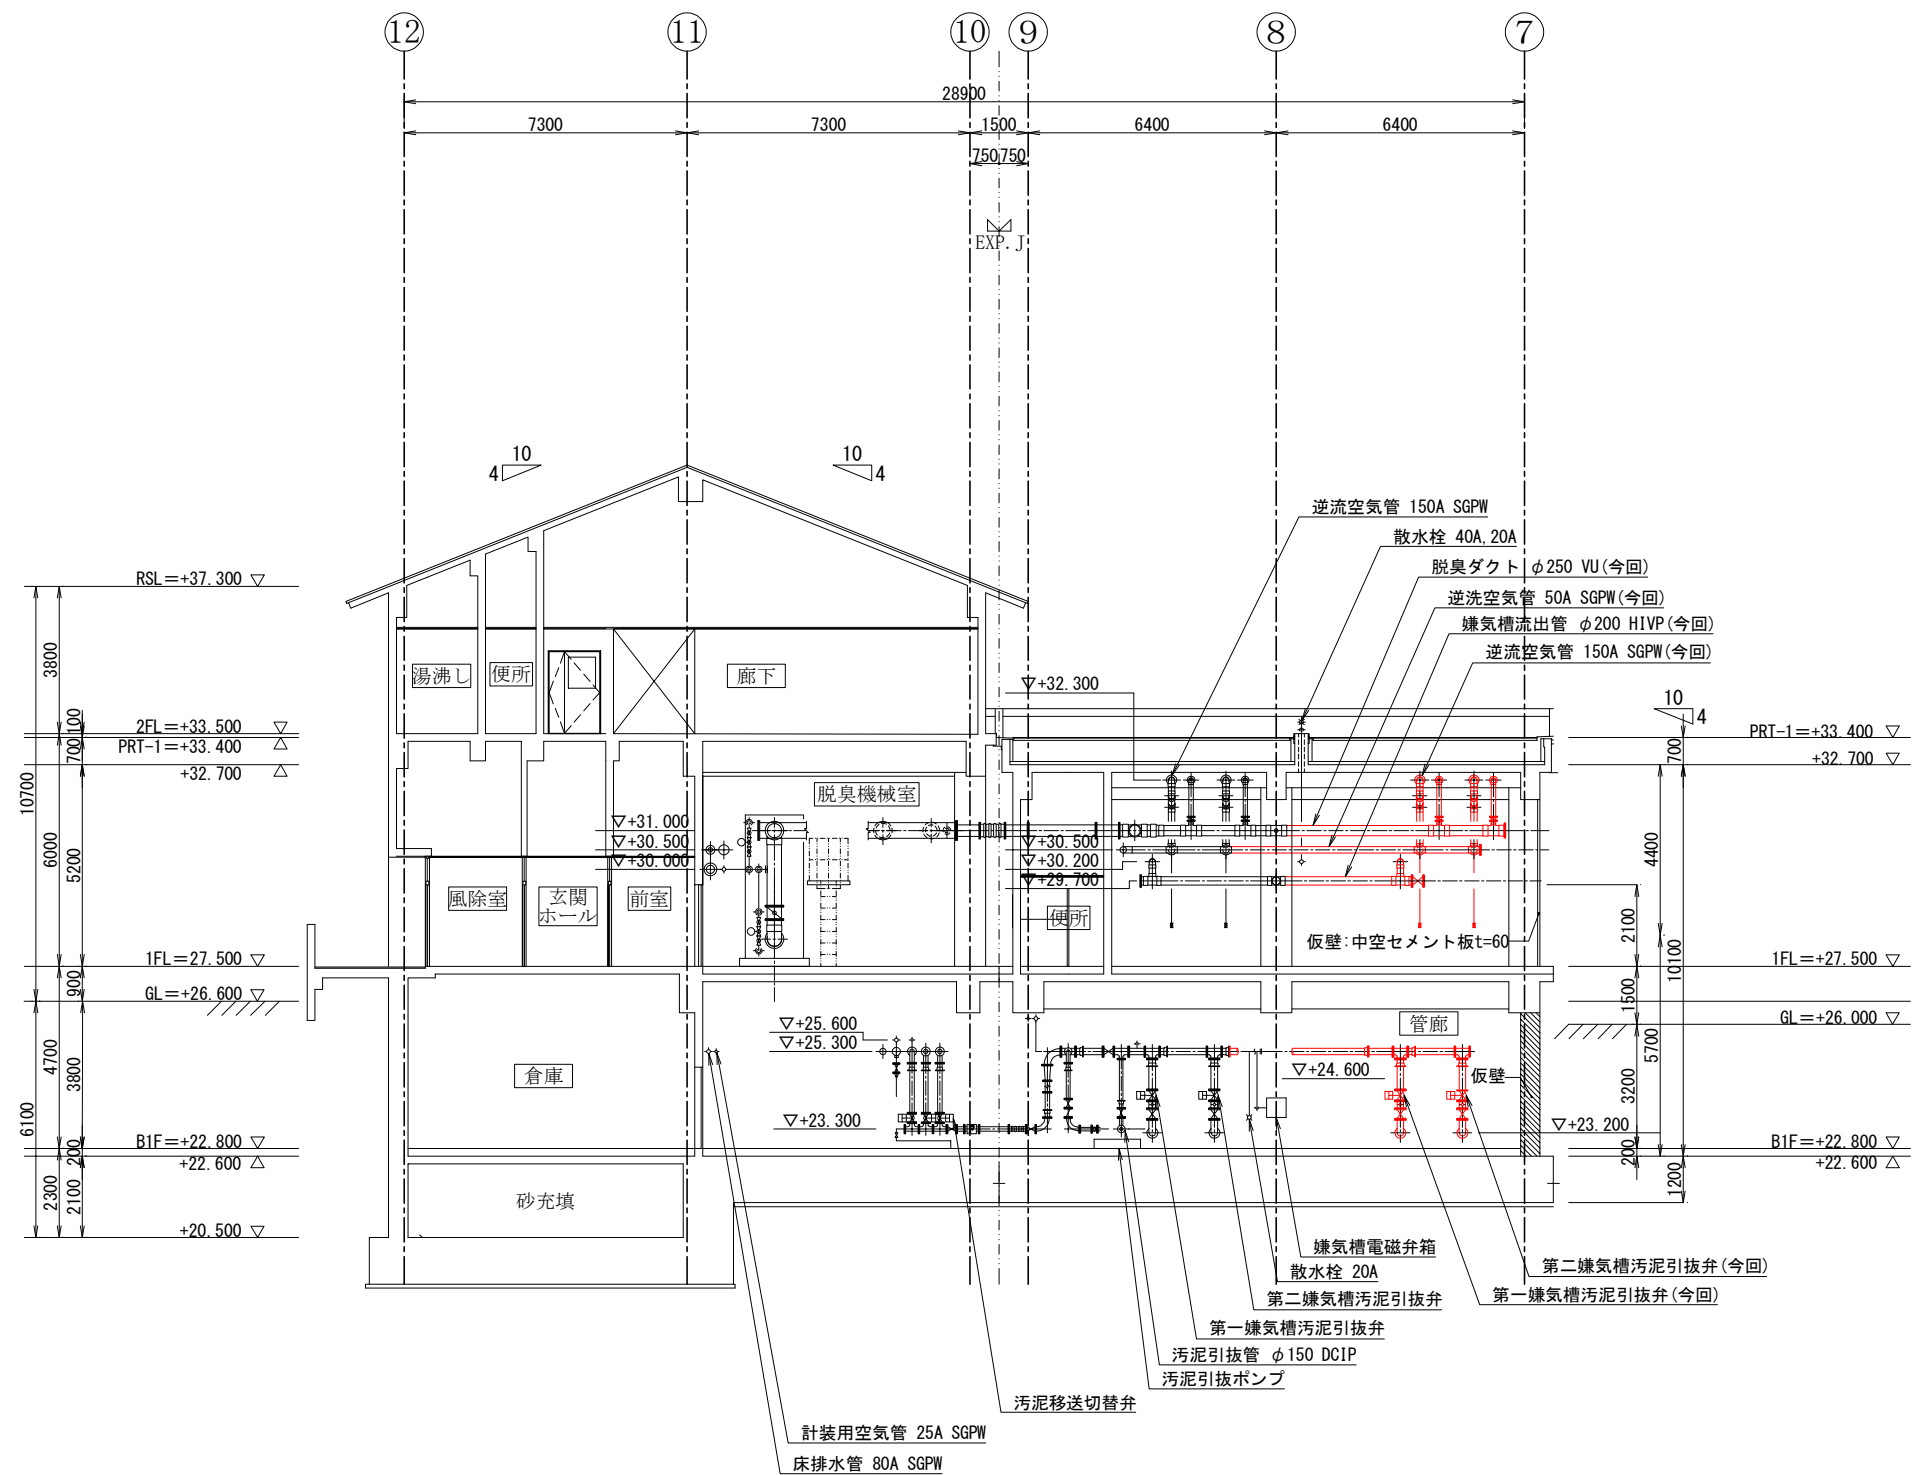 12 11 10 9 8 7
28900
7300 7300 1500 6400 6400
750 750
EXP.J
10
4
10
4
逆流空気管 150A SGPW
散水栓 40A,20A
脱臭ダクト φ250 VU(今回)
逆洗空気管 50A SGPW(今回)
嫌気槽流出管 φ200 HIVP(今回)
逆流空気管 150A SGPW(今回)
RSL=+37.300
2FL=+33.500
PRT-1=+33.400
+32.700
1FL=+27.500
GL=+26.600
B1F=+22.800
+22.600
+20.500
10700
6100
3800
6000
4700
2300
100
700
5200
900
3800
200
2100
湯沸し
便所
廊下
脱臭機械室
+31.000
+30.500
+30.000
風除室
玄関
ホール
前室
倉庫
砂充填
+32.300
+30.500
+30.200
+29.700
便所
仮壁:中空セメント板t=60
管廊
+25.600
+25.300
+23.300
+24.600
仮壁
+23.200
10
4
PRT-1=+33.400
+32.700
1FL=+27.500
GL=+26.000
B1F=+22.800
+22.600
700
4400
2100
10100
1500
5700
3200
200
1200
嫌気槽電磁弁箱
散水栓 20A
第二嫌気槽汚泥引抜弁
第一嫌気槽汚泥引抜弁
汚泥引抜管 φ150 DCIP
汚泥引抜ポンプ
汚泥移送切替弁
計装用空気管 25A SGPW
床排水管 80A SGPW
第二嫌気槽汚泥引抜弁(今回)
第一嫌気槽汚泥引抜弁(今回)